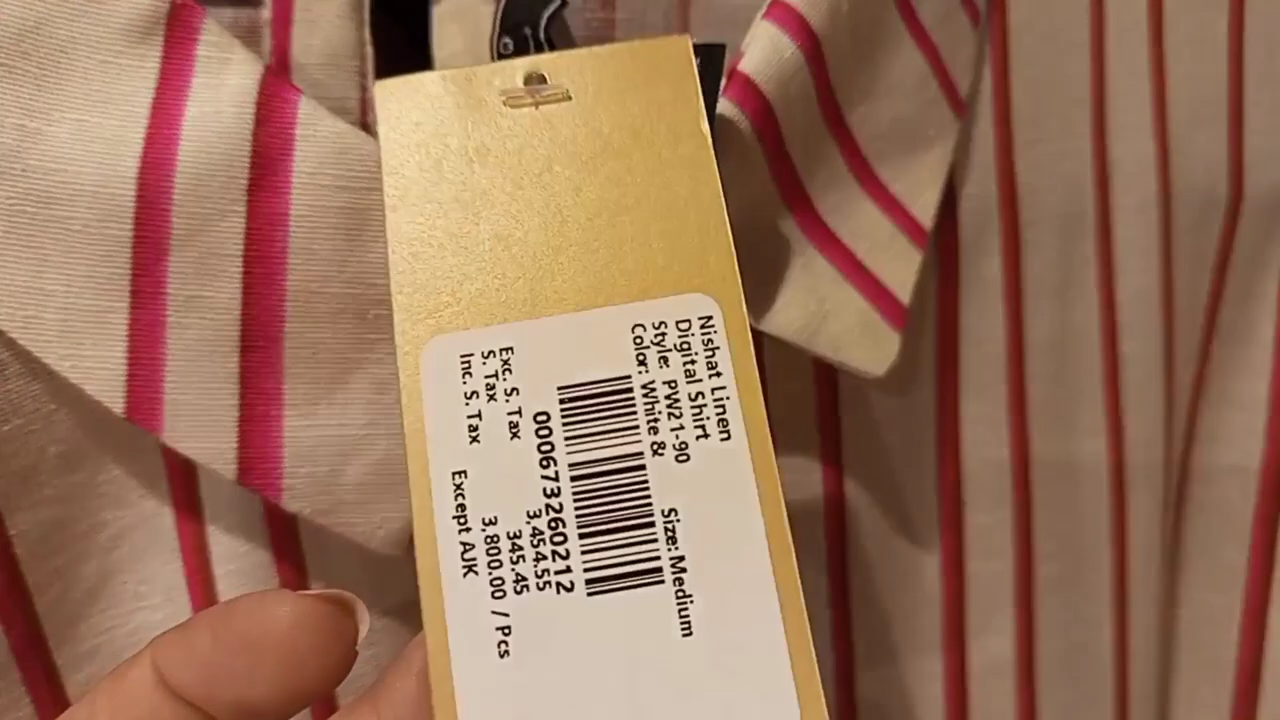 Nishat Linen
Digital Shirt
Style: PW21-90
Color: White & Size: Medium
000673260212
Exc. S. Tax 3,454.55
S. Tax 345.45
Inc. S. Tax 3,800.00 / Pcs
Except AJK